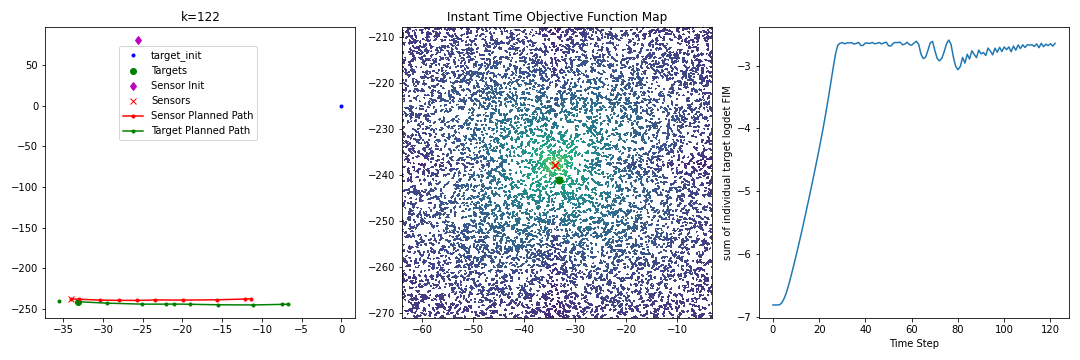 k=122
target_init
Targets
Sensor Init
Sensors
Sensor Planned Path
Target Planned Path
50
0
−50
−100
−150
−200
−250
−35 −30 −25 −20 −15 −10 −5 0
Instant Time Objective Function Map
−210
−220
−230
−240
−250
−260
−270
−60 −50 −40 −30 −20 −10
sum of individual target logdet FIM
−3
−4
−5
−6
−7
0 20 40 60 80 100 120
Time Step